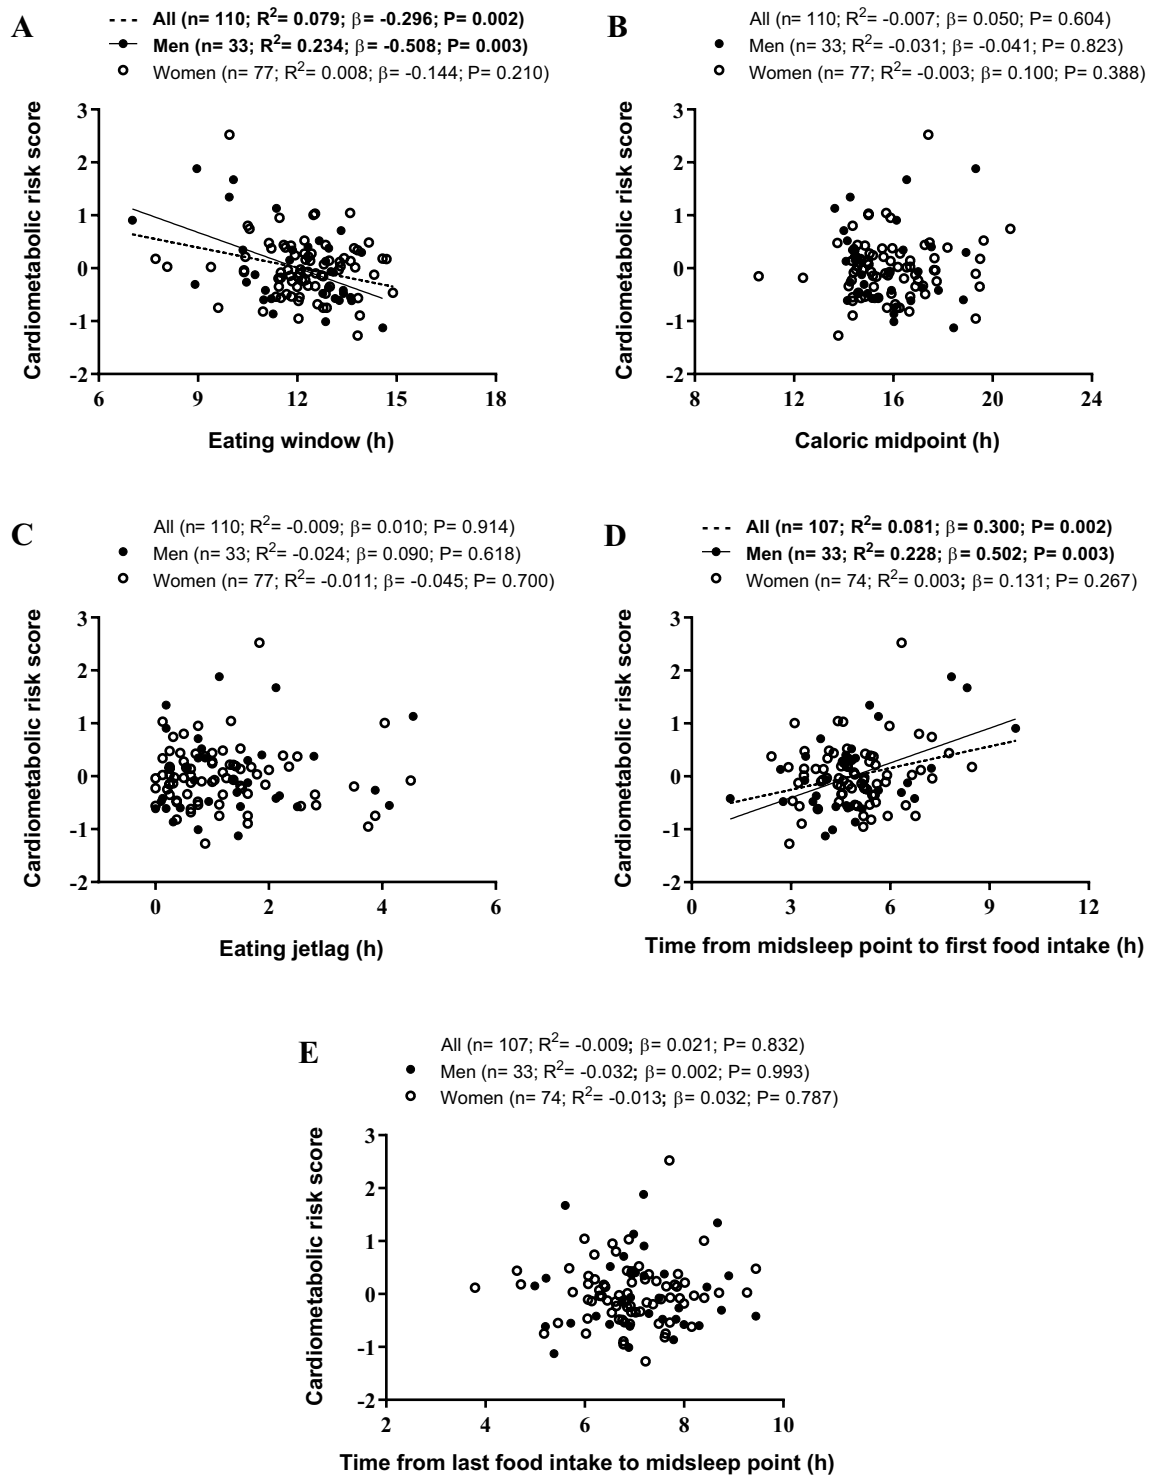 A
All (n= 110; R²= 0.079; β= -0.296; P= 0.002)
Men (n= 33; R²= 0.234; β= -0.508; P= 0.003)
Women (n= 77; R²= 0.008; β= -0.144; P= 0.210)
Cardiometabolic risk score
3
2
1
0
-1
-2
6 9 12 15 18
Eating window (h)
B
All (n= 110; R²= -0.007; β= 0.050; P= 0.604)
Men (n= 33; R²= -0.031; β= -0.041; P= 0.823)
Women (n= 77; R²= -0.003; β= 0.100; P= 0.388)
Cardiometabolic risk score
3
2
1
0
-1
-2
8 12 16 20 24
Caloric midpoint (h)
C
All (n= 110; R²= -0.009; β= 0.010; P= 0.914)
Men (n= 33; R²= -0.024; β= 0.090; P= 0.618)
Women (n= 77; R²= -0.011; β= -0.045; P= 0.700)
Cardiometabolic risk score
3
2
1
0
-1
-2
0 2 4 6
Eating jetlag (h)
D
All (n= 107; R²= 0.081; β= 0.300; P= 0.002)
Men (n= 33; R²= 0.228; β= 0.502; P= 0.003)
Women (n= 74; R²= 0.003; β= 0.131; P= 0.267)
Cardiometabolic risk score
3
2
1
0
-1
-2
0 3 6 9 12
Time from midsleep point to first food intake (h)
E
All (n= 107; R²= -0.009; β= 0.021; P= 0.832)
Men (n= 33; R²= -0.032; β= 0.002; P= 0.993)
Women (n= 74; R²= -0.013; β= 0.032; P= 0.787)
Cardiometabolic risk score
3
2
1
0
-1
-2
2 4 6 8 10
Time from last food intake to midsleep point (h)